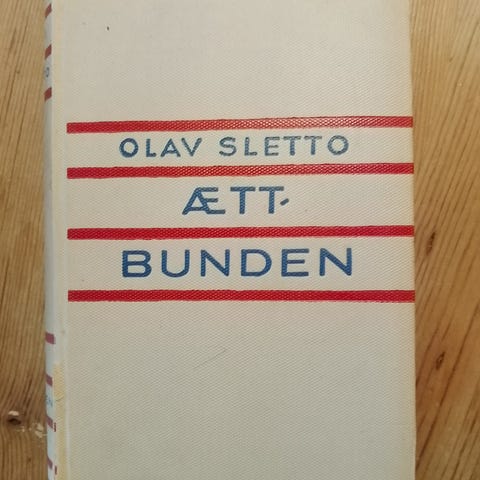 OLAV SLETTO
ÆTT-
BUNDEN